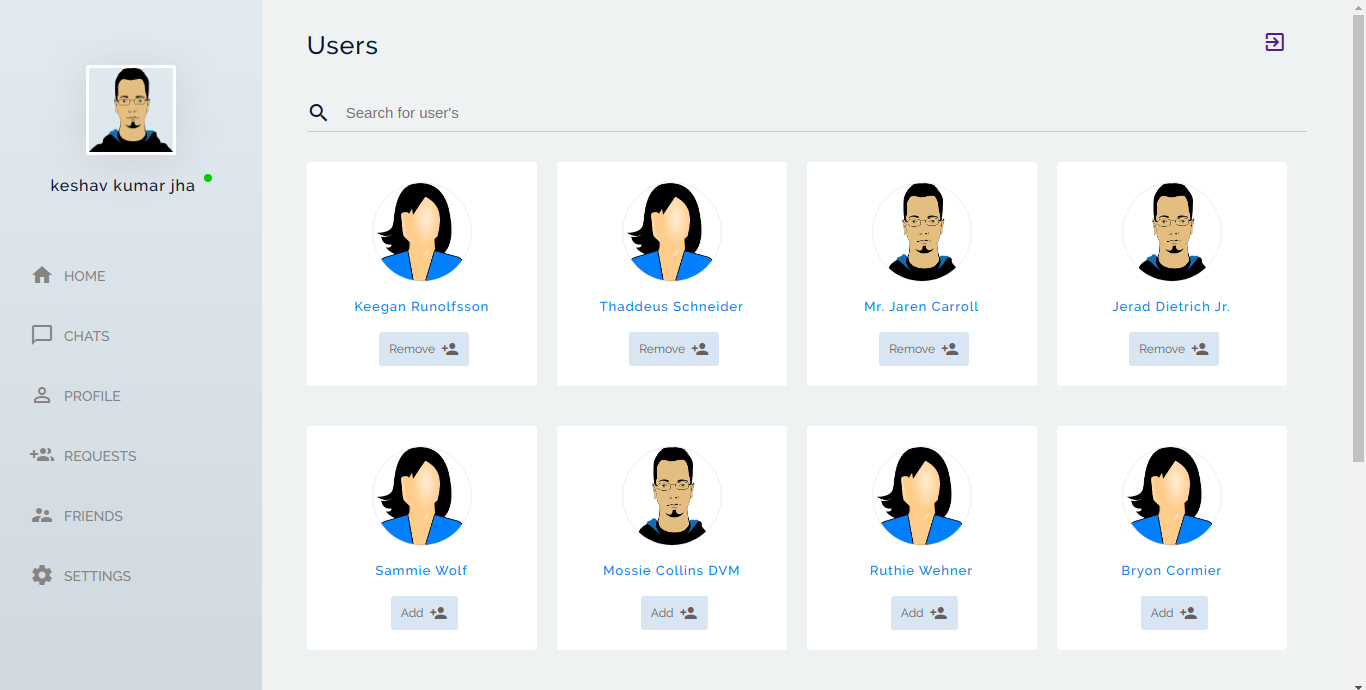 Users
Search for user's
keshav kumar jha
HOME
CHATS
PROFILE
REQUESTS
FRIENDS
SETTINGS
Keegan Runolfsson
Thaddeus Schneider
Mr. Jaren Carroll
Jerad Dietrich Jr.
Remove
Remove
Remove
Remove
Sammie Wolf
Mossie Collins DVM
Ruthie Wehner
Bryon Cormier
Add
Add
Add
Add